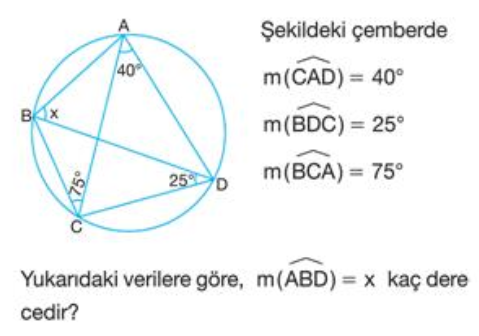 A
Şekildeki çemberde
40°
m(CAD) = 40°
B x
m(BDC) = 25°
75° 25° D
m(BCA) = 75°
C
Yukarıdaki verilere göre, m(ABD) = x kaç dere
cedir?